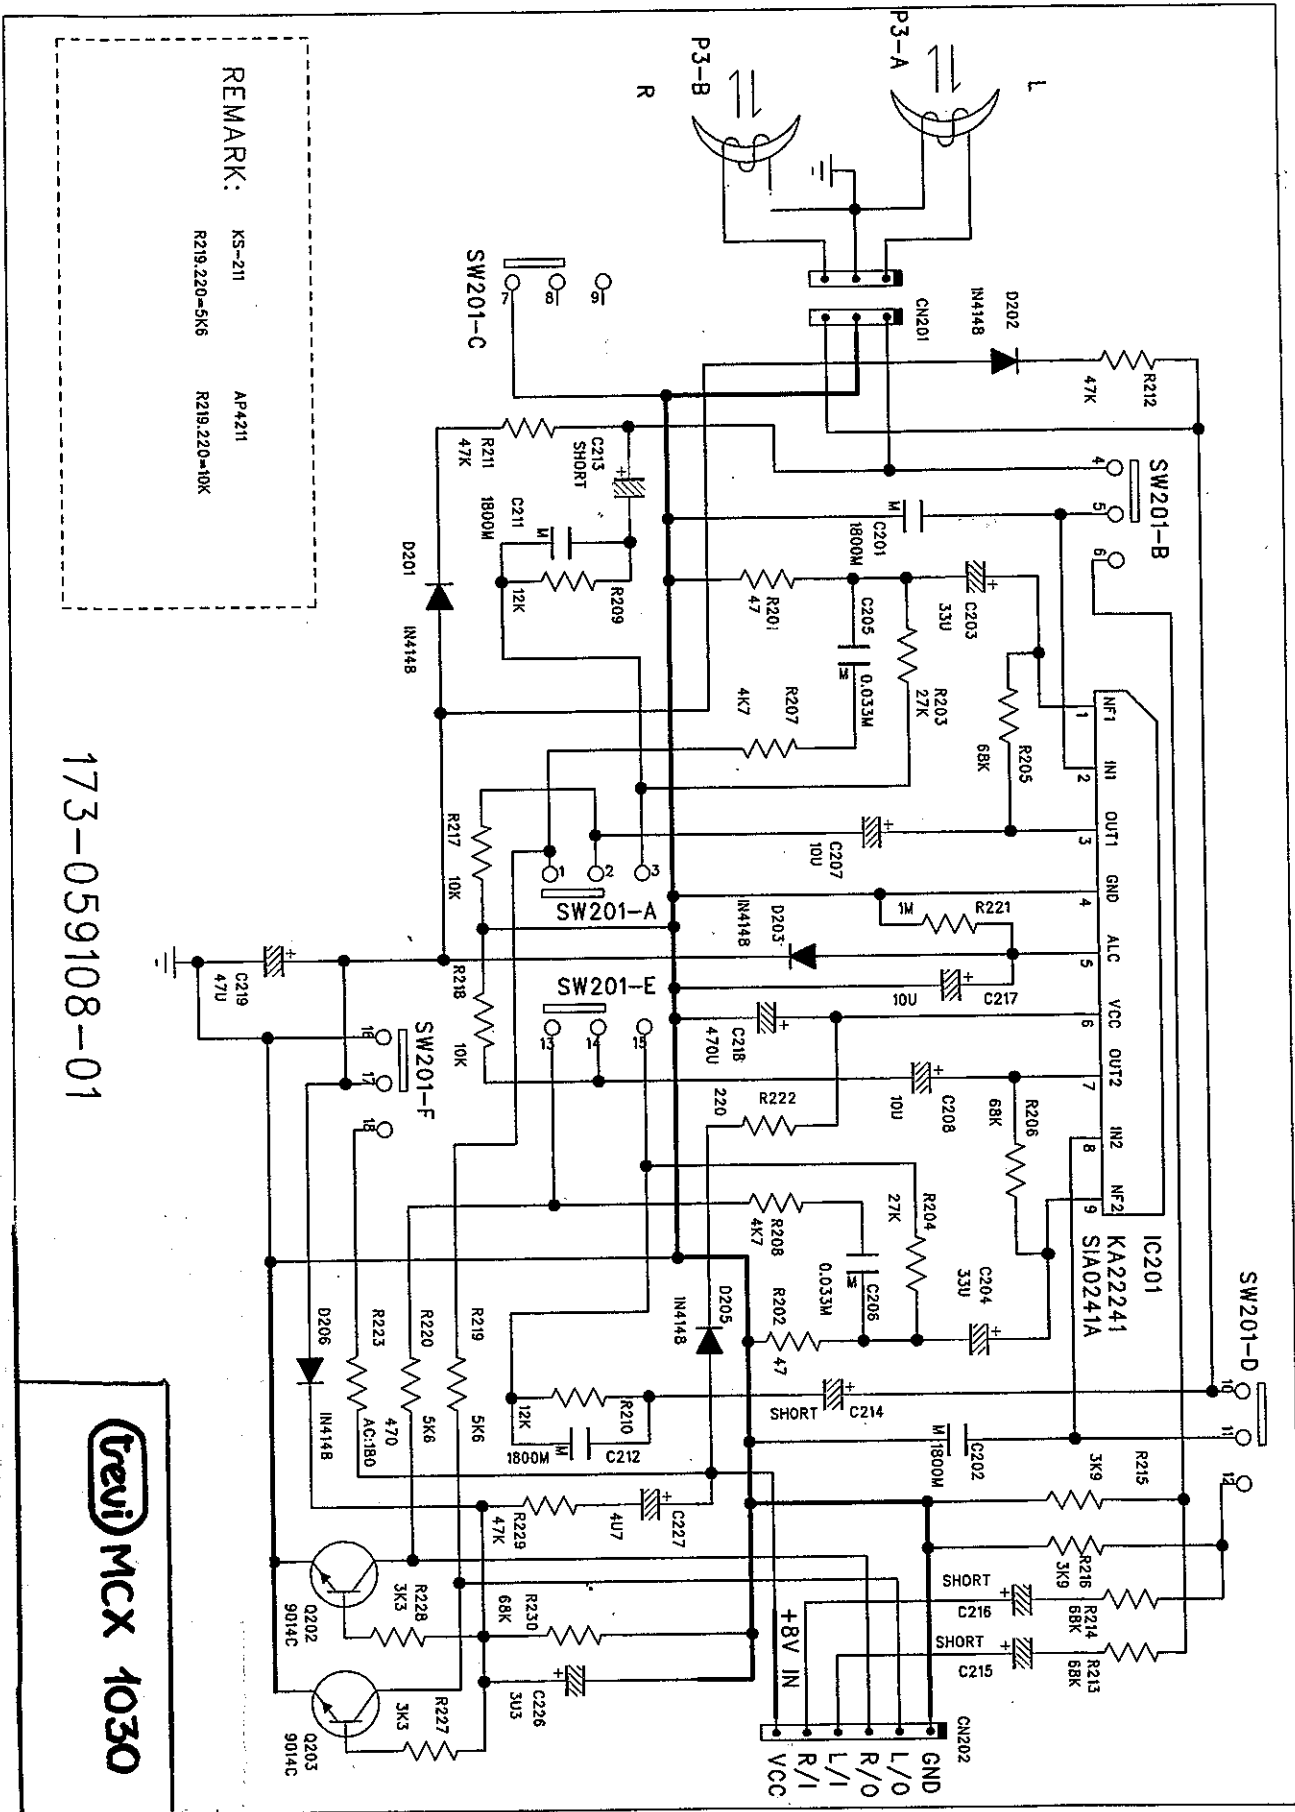 REMARK:
KS-211
AP4211
R219.220=5K6
R219.220=10K
L
P3-A
P3-B
R
SW201-C
7
8
9
CN201
D202
IN4148
R212
47K
SW201-B
4
5
6
C213
SHORT
R211
47K
C211
1800M
M
R209
12K
C201
1800M
M
D201
IN4148
R201
47
C205
0.033M
M
C203
33U
R203
27K
R207
4K7
R205
68K
NF1
IN1
OUT1
GND
ALC
VCC
OUT2
IN2
NF2
1
2
3
4
5
6
7
8
9
IC201
KA22241
SIA0241A
SW201-D
10
11
12
R217
10K
C207
10U
1
2
3
SW201-A
1M
R221
D203
IN4148
10U
C217
C219
47U
R218
10K
SW201-E
13
14
15
C218
470U
R222
220
C208
10U
R206
68K
SW201-F
16
17
18
R208
4K7
C206
0.033M
M
R204
27K
C204
33U
R202
47
D205
IN4148
D206
IN4148
R223
470
AC:180
R220
5K6
R219
5K6
R210
12K
C212
1800M
M
SHORT
C214
C202
1800M
M
R215
3K9
R216
3K9
R229
47K
C227
4U7
Q202
9014C
R228
3K3
R230
68K
SHORT
C216
R214
68K
SHORT
C215
R213
68K
Q203
9014C
R227
3K3
C226
3U3
+8V IN
CN202
GND
L/O
R/O
L/I
R/I
VCC
173-059108-01
trevi MCX 1030